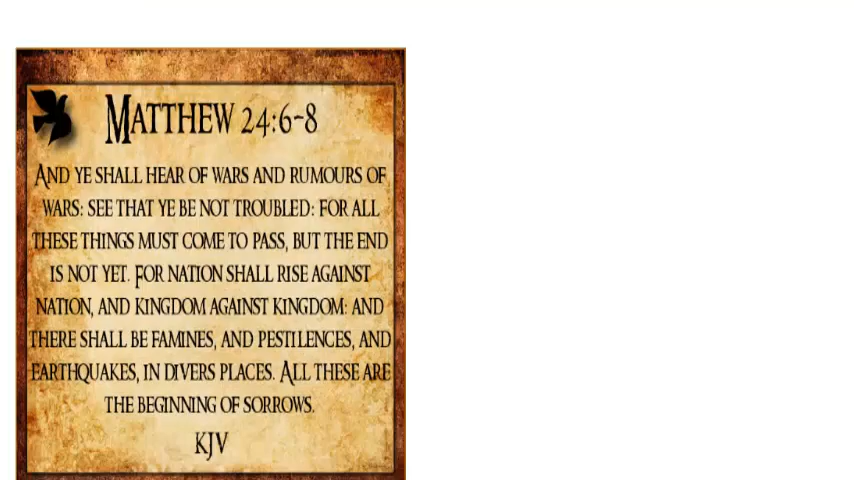 Matthew 24:6-8
And ye shall hear of wars and rumours of
wars: see that ye be not troubled: for all
these things must come to pass, but the end
is not yet. For nation shall rise against
nation, and kingdom against kingdom: and
there shall be famines, and pestilences, and
earthquakes, in divers places. All these are
the beginning of sorrows.
KJV